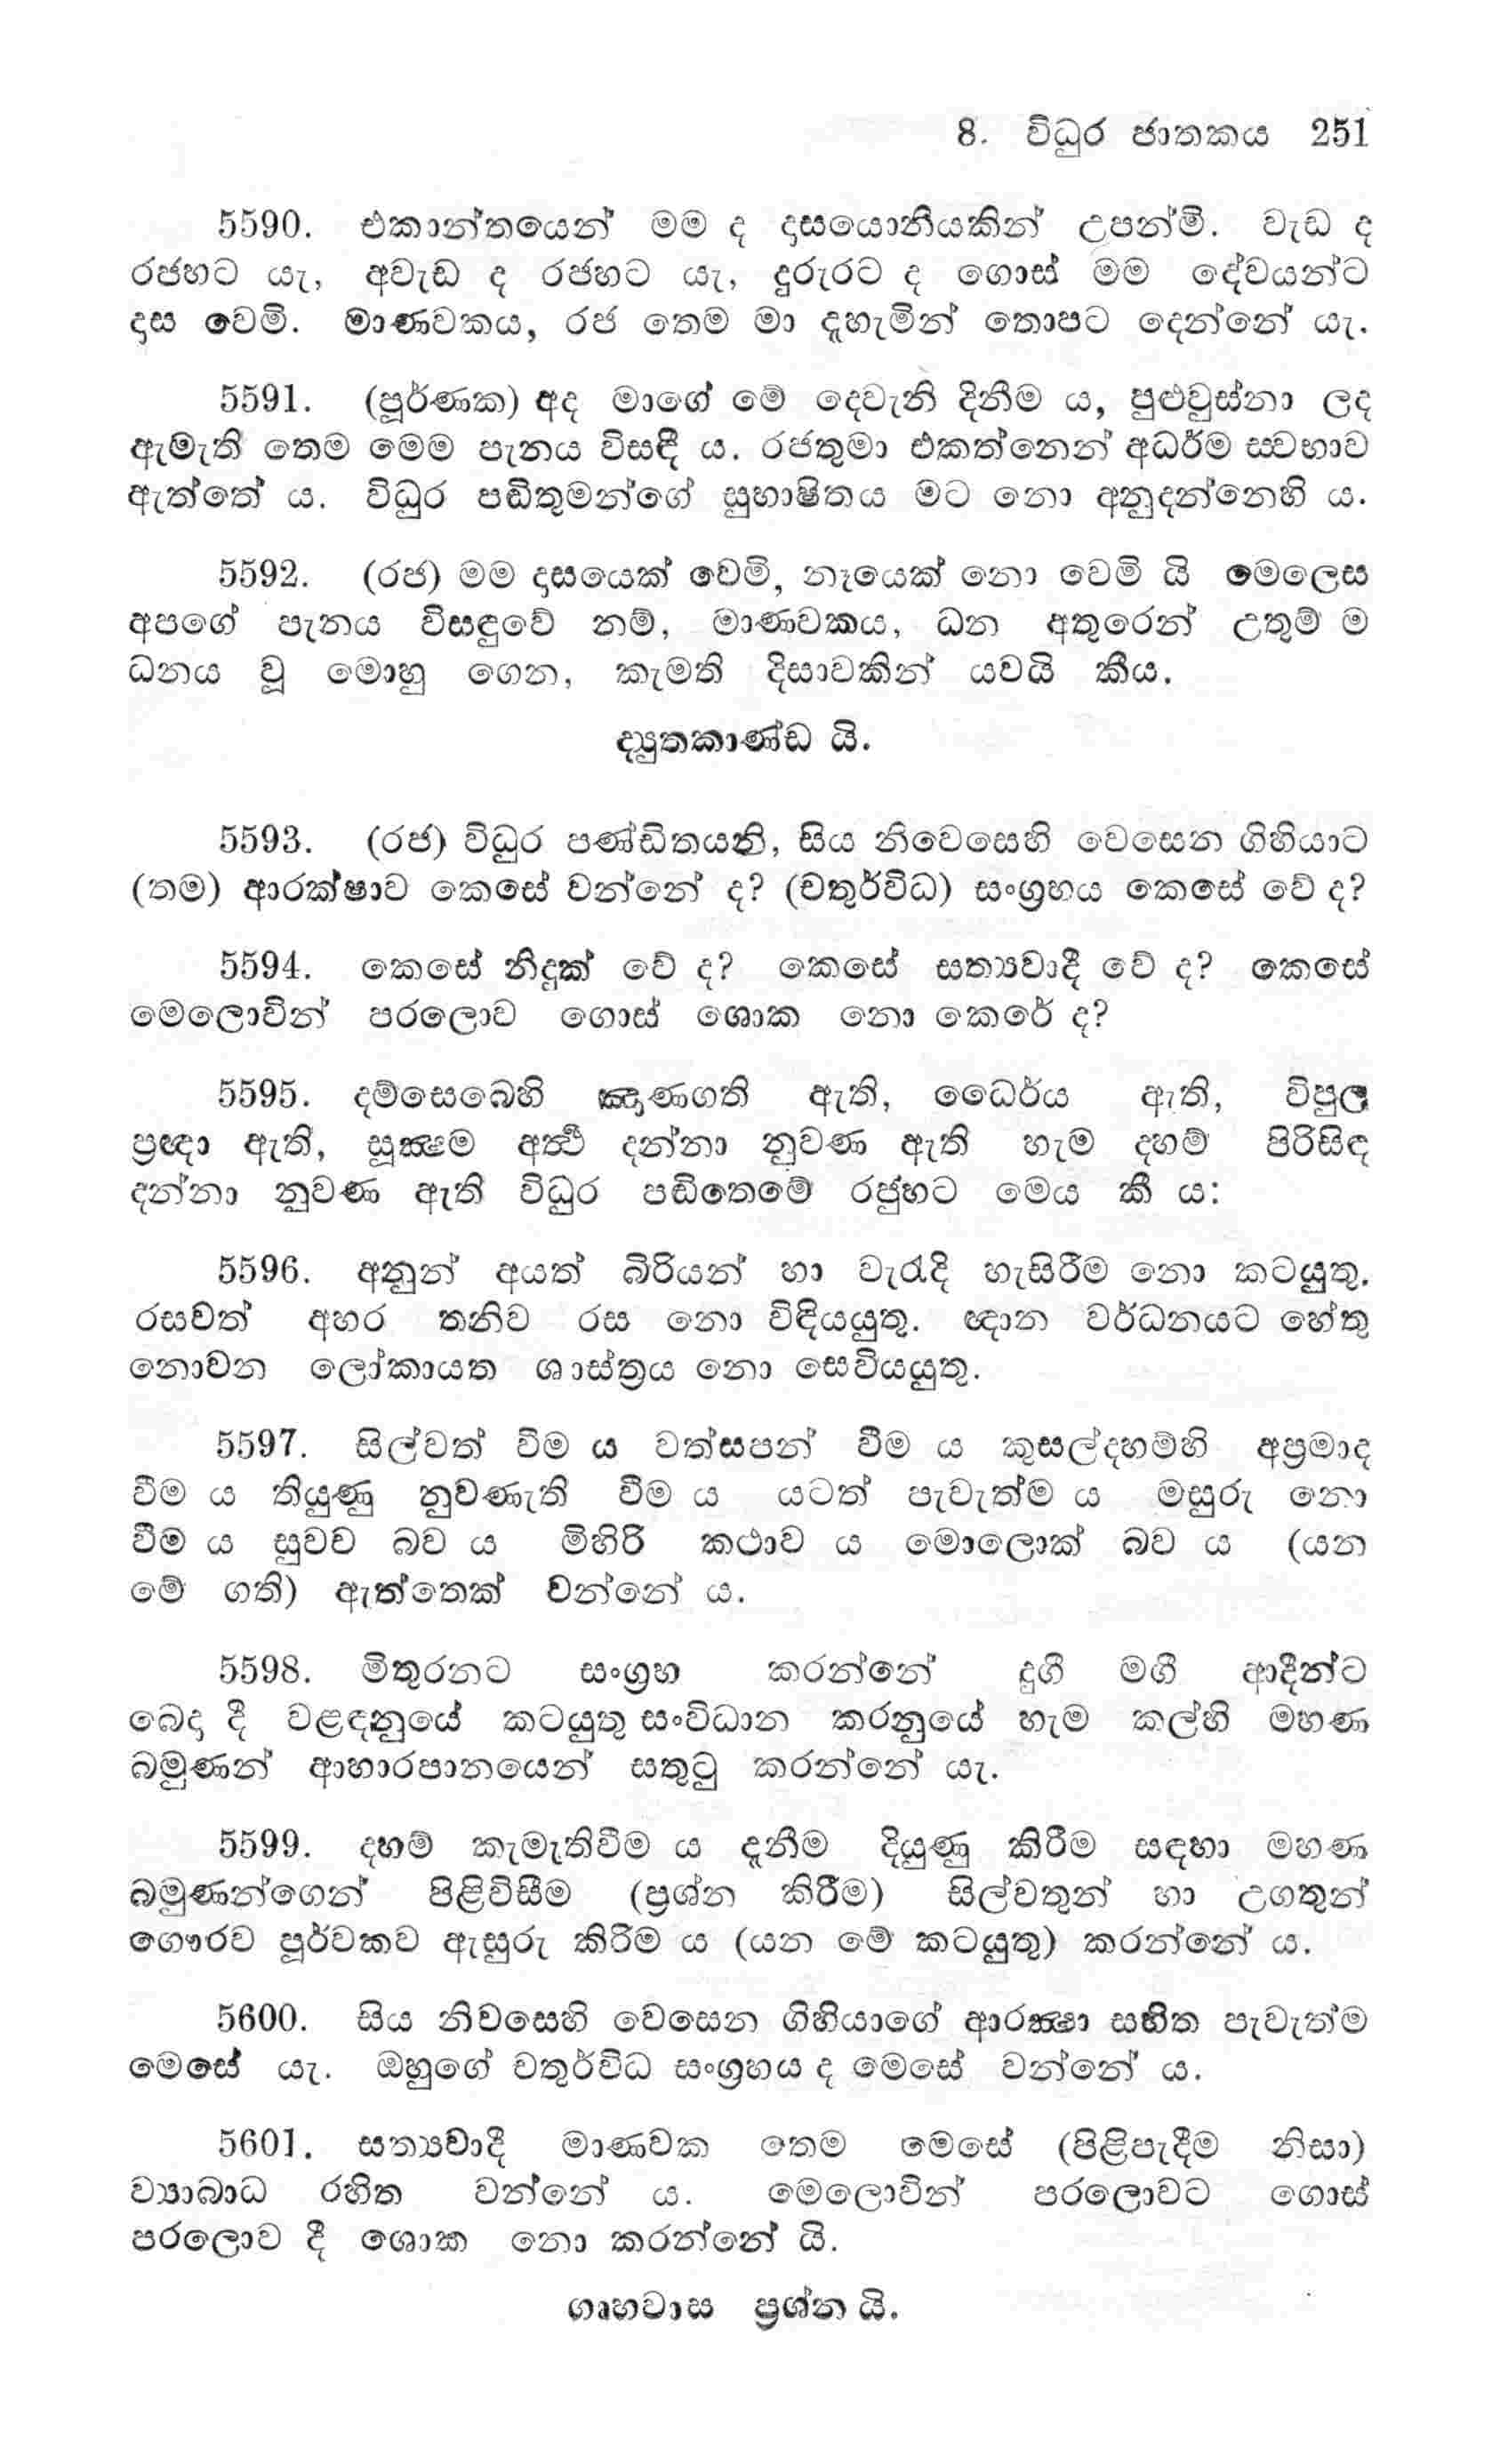 8. විධුර ජාතකය 251
5590. එකාන්තයෙන් මම ද දාසයොනියකින් උපන්මි. වැඩ ද
රජහට යැ, අවැඩ ද රජහට යැ, දුරුරට ද ගොස් මම දේවයන්ට
දාස වෙමි. මාණවකය, රජ තෙම මා දැහැමින් තොපට දෙන්නේ යැ.
5591. (පූර්ණක) අද මාගේ මේ දෙවැනි දිනීම ය, පුළුවුස්නා ලද
ඇමැති තෙම මෙම පැනය විසඳී ය. රජතුමා එකත්නෙන් අධර්ම ස්වභාව
ඇත්තේ ය. විධුර පඬිතුමන්ගේ සුභාෂිතය මට නො අනුදන්නෙහි ය.
5592. (රජ) මම දාසයෙක් වෙමි, නෑයෙක් නො වෙමි යි මෙලෙස
අපගේ පැනය විසඳුවේ නම්, මාණවකය, ධන අතුරෙන් උතුම් ම
ධනය වූ මොහු ගෙන, කැමති දිසාවකින් යවයි කීය.
ද්‍යුතකාණ්ඩ යි.
5593. (රජ) විධුර පණ්ඩිතයනි, සිය නිවෙසෙහි වෙසෙන ගිහියාට
(තම) ආරක්ෂාව කෙසේ වන්නේ ද? (චතුර්විධ) සංග්‍රහය කෙසේ වේ ද?
5594. කෙසේ නිදුක් වේ ද? කෙසේ සත්‍යවාදී වේ ද? කෙසේ
මෙලොවින් පරලොව ගොස් ශොක නො කෙරේ ද?
5595. දම්සෙබෙහි ඤාණගති ඇති, ධෛර්ය ඇති, විපුල
ප්‍රඥා ඇති, සූක්‍ෂම අර්‍ථ දන්නා නුවණ ඇති හැම දහම් පිරිසිඳ
දන්නා නුවණ ඇති විධුර පඬිතෙමේ රජුහට මෙය කී ය:
5596. අනුන් අයත් බිරියන් හා වැරැදි හැසිරීම නො කටයුතු.
රසවත් අහර තනිව රස නො විඳියයුතු. ඥාන වර්ධනයට හේතු
නොවන ලෝකායත ශාස්ත්‍රය නො සෙවියයුතු.
5597. සිල්වත් වීම ය වත්සපන් වීම ය කුසල්දහම්හි අප්‍රමාද
වීම ය තියුණු නුවණැති වීම ය යටත් පැවැත්ම ය මසුරු නො
වීම ය සුවච බව ය මිහිරි කථාව ය මොලොක් බව ය (යන
මේ ගති) ඇත්තෙක් වන්නේ ය.
5598. මිතුරනට සංග්‍රහ කරන්නේ දුගී මගී ආදීන්ට
බෙදා දී වළඳනුයේ කටයුතු සංවිධාන කරනුයේ හැම කල්හි මහණ
බමුණන් ආහාරපානයෙන් සතුටු කරන්නේ යැ.
5599. දහම් කැමැතිවීම ය දැනීම දියුණු කිරීම සඳහා මහණ
බමුණන්ගෙන් පිළිවිසීම (ප්‍රශ්න කිරීම) සිල්වතුන් හා උගතුන්
ගෞරව පූර්වකව ඇසුරු කිරීම ය (යන මේ කටයුතු) කරන්නේ ය.
5600. සිය නිවසෙහි වෙසෙන ගිහියාගේ ආරක්‍ෂා සහිත පැවැත්ම
මෙසේ යැ. ඔහුගේ චතුර්විධ සංග්‍රහය ද මෙසේ වන්නේ ය.
5601. සත්‍යවාදී මාණවක තෙම මෙසේ (පිළිපැදීම නිසා)
ව්‍යාබාධ රහිත වන්නේ ය. මෙලොවින් පරලොවට ගොස්
පරලොව දී ශොක නො කරන්නේ යි.
ගෘහවාස ප්‍රශ්න යි.